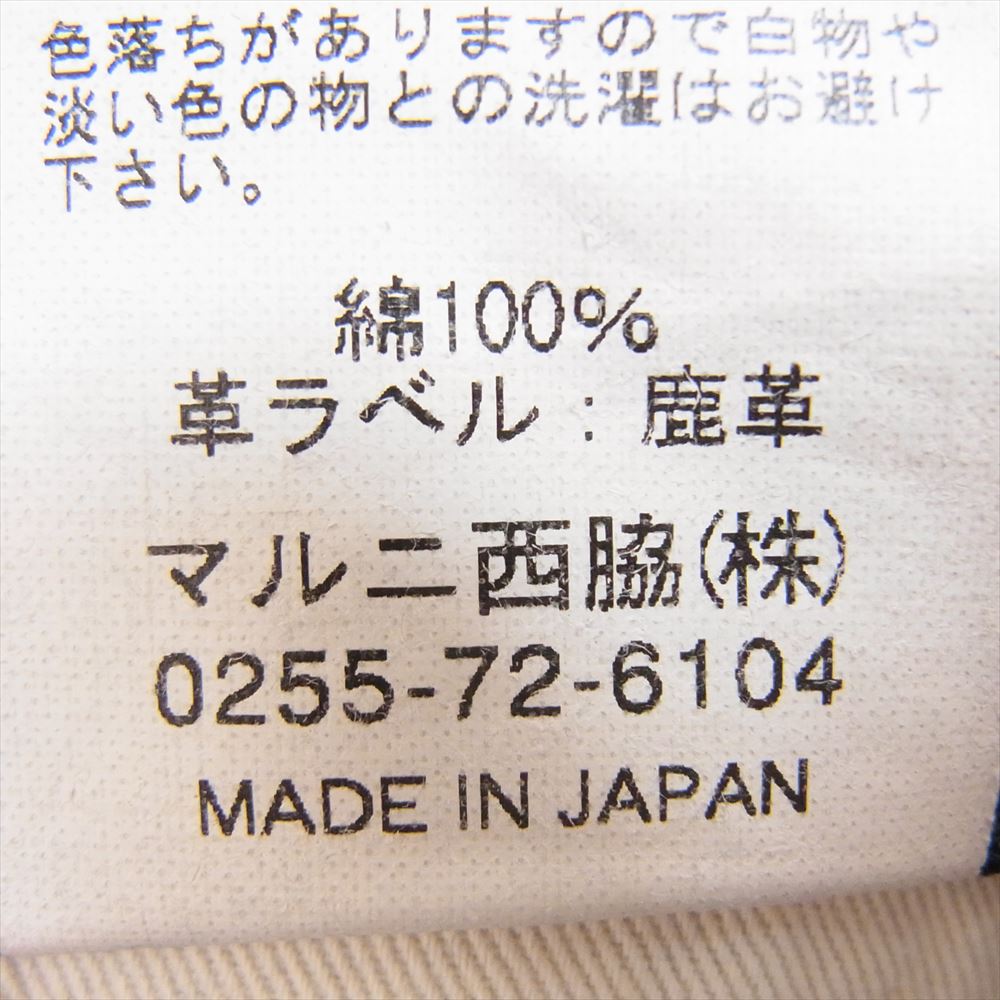 色落ちがありますので白物や
淡い色の物との洗濯はお避け
下さい。
綿100%
革ラベル：鹿革
マルニ西脇(株)
0255-72-6104
MADE IN JAPAN